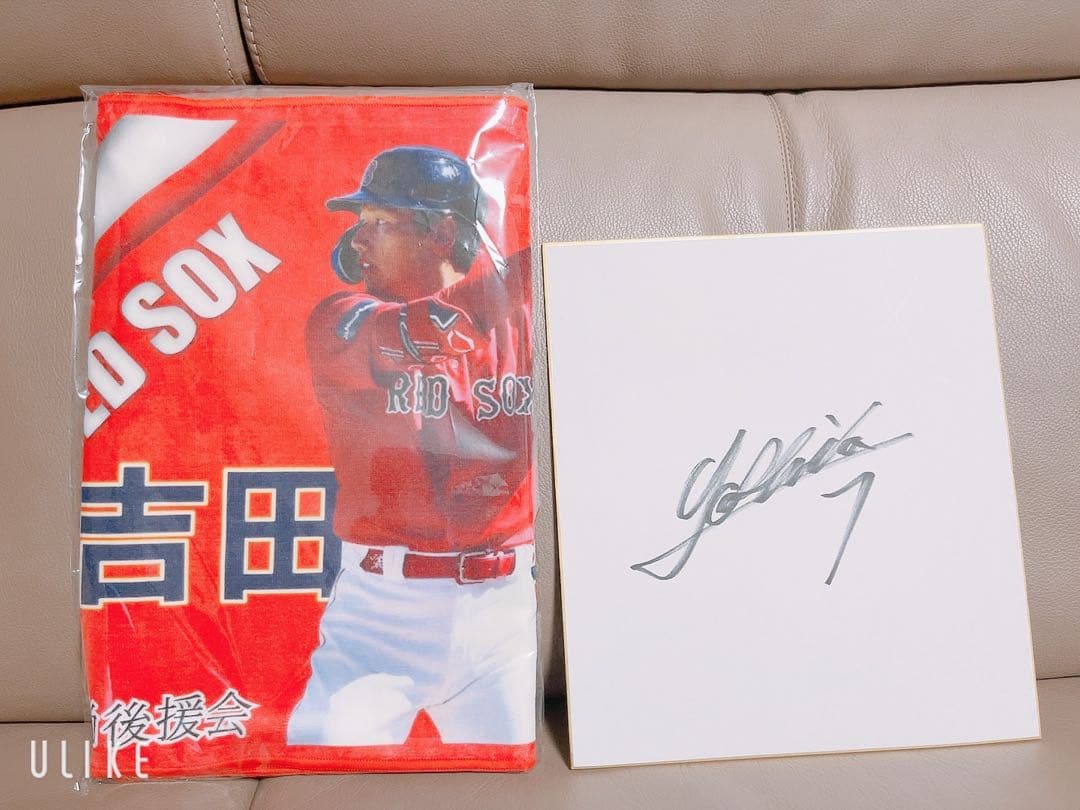 ED SOX
RED SOX
吉田
後援会
Yoshida
7
ULIKE